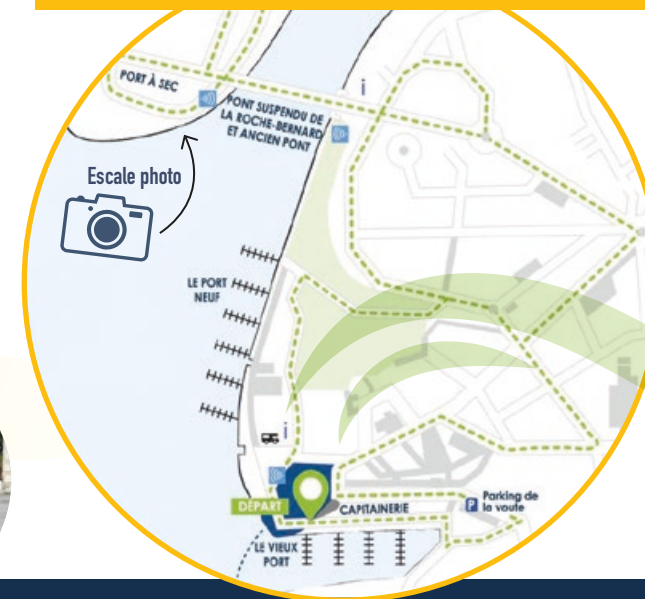 PORT À SEC
i
PONT SUSPENDU DE
LA ROCHE-BERNARD
ET ANCIEN PONT
Escale photo
LE PORT
NEUF
i
DÉPART
CAPITAINERIE
P
Parking de
la voute
LE VIEUX
PORT